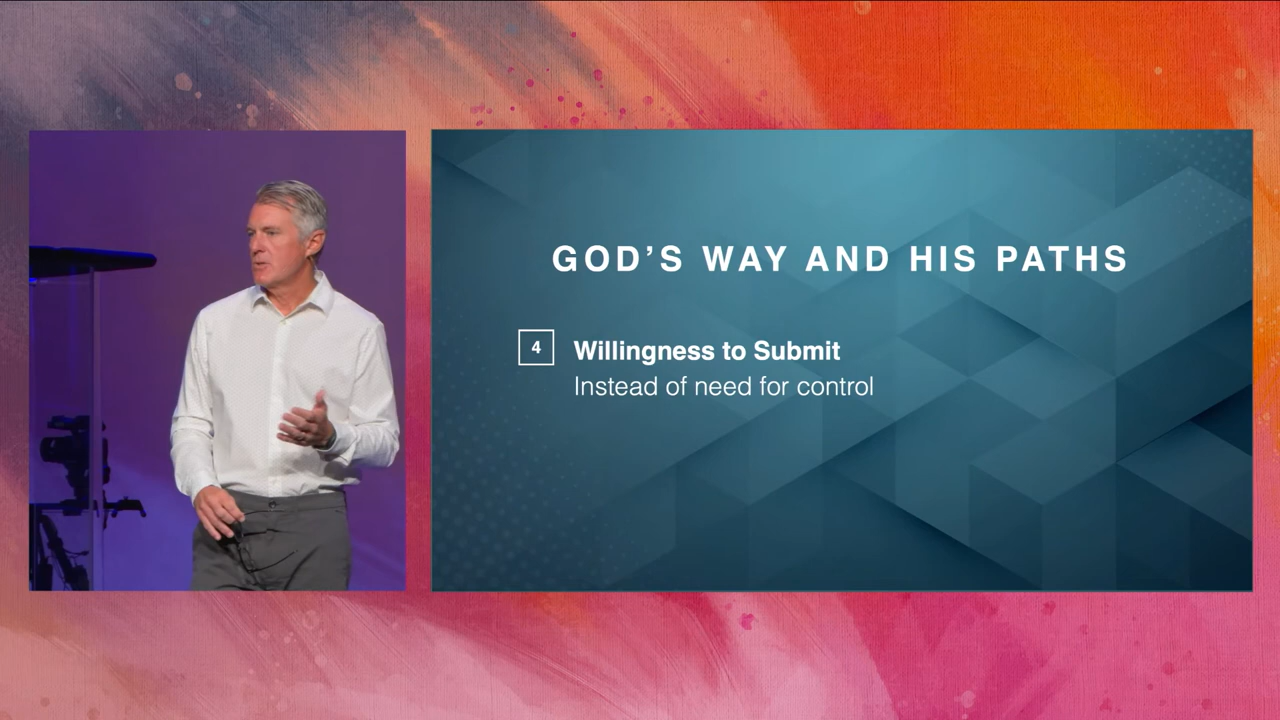 GOD’S WAY AND HIS PATHS
4
Willingness to Submit
Instead of need for control